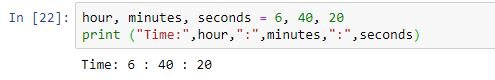 In [22]: hour, minutes, seconds = 6, 40, 20
print ("Time:",hour,":",minutes,":",seconds)
Time: 6 : 40 : 20